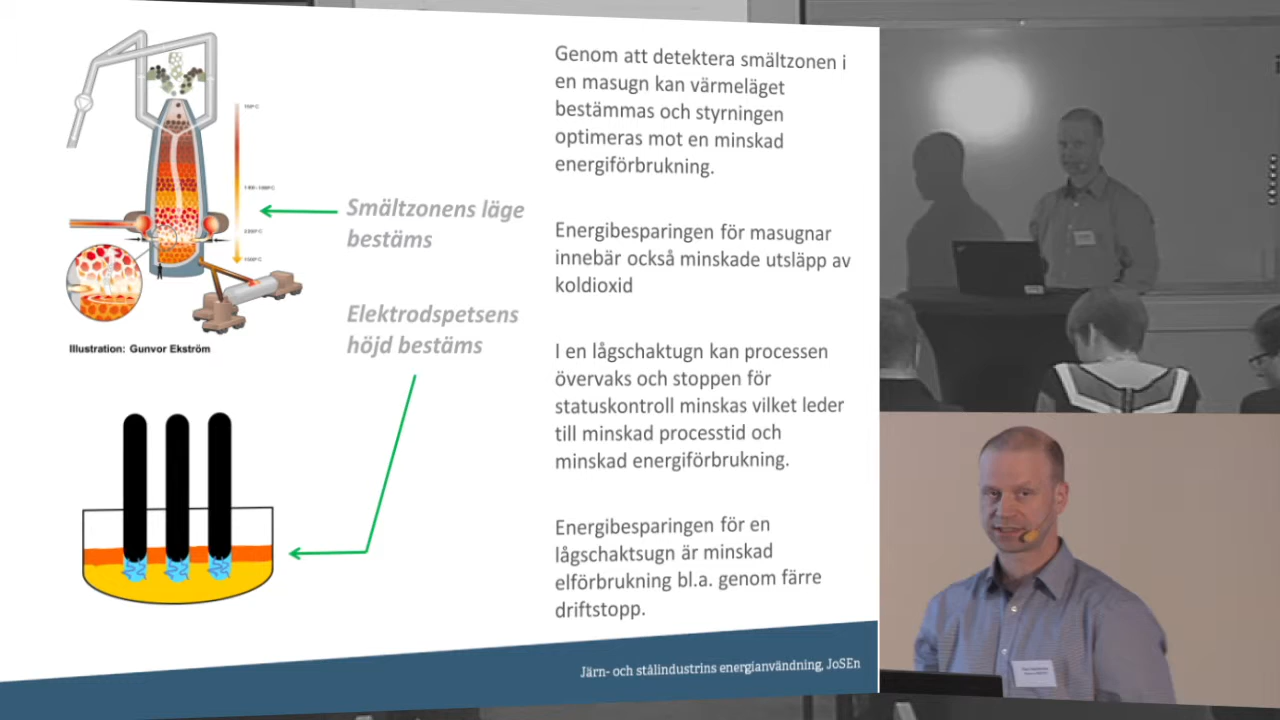 Genom att detektera smältzonen i
en masugn kan värmeläget
bestämmas och styrningen
optimeras mot en minskad
energiförbrukning.
Smältzonens läge
bestäms
Energibesparingen för masugnar
innebär också minskade utsläpp av
koldioxid
Elektrodspetsens
höjd bestäms
Illustration: Gunvor Ekström
I en lågschaktugn kan processen
övervaks och stoppen för
statuskontroll minskas vilket leder
till minskad processtid och
minskad energiförbrukning.
Energibesparingen för en
lågschaktsugn är minskad
elförbrukning bl.a. genom färre
driftstopp.
Järn- och stålindustrins energianvändning, JoSEn